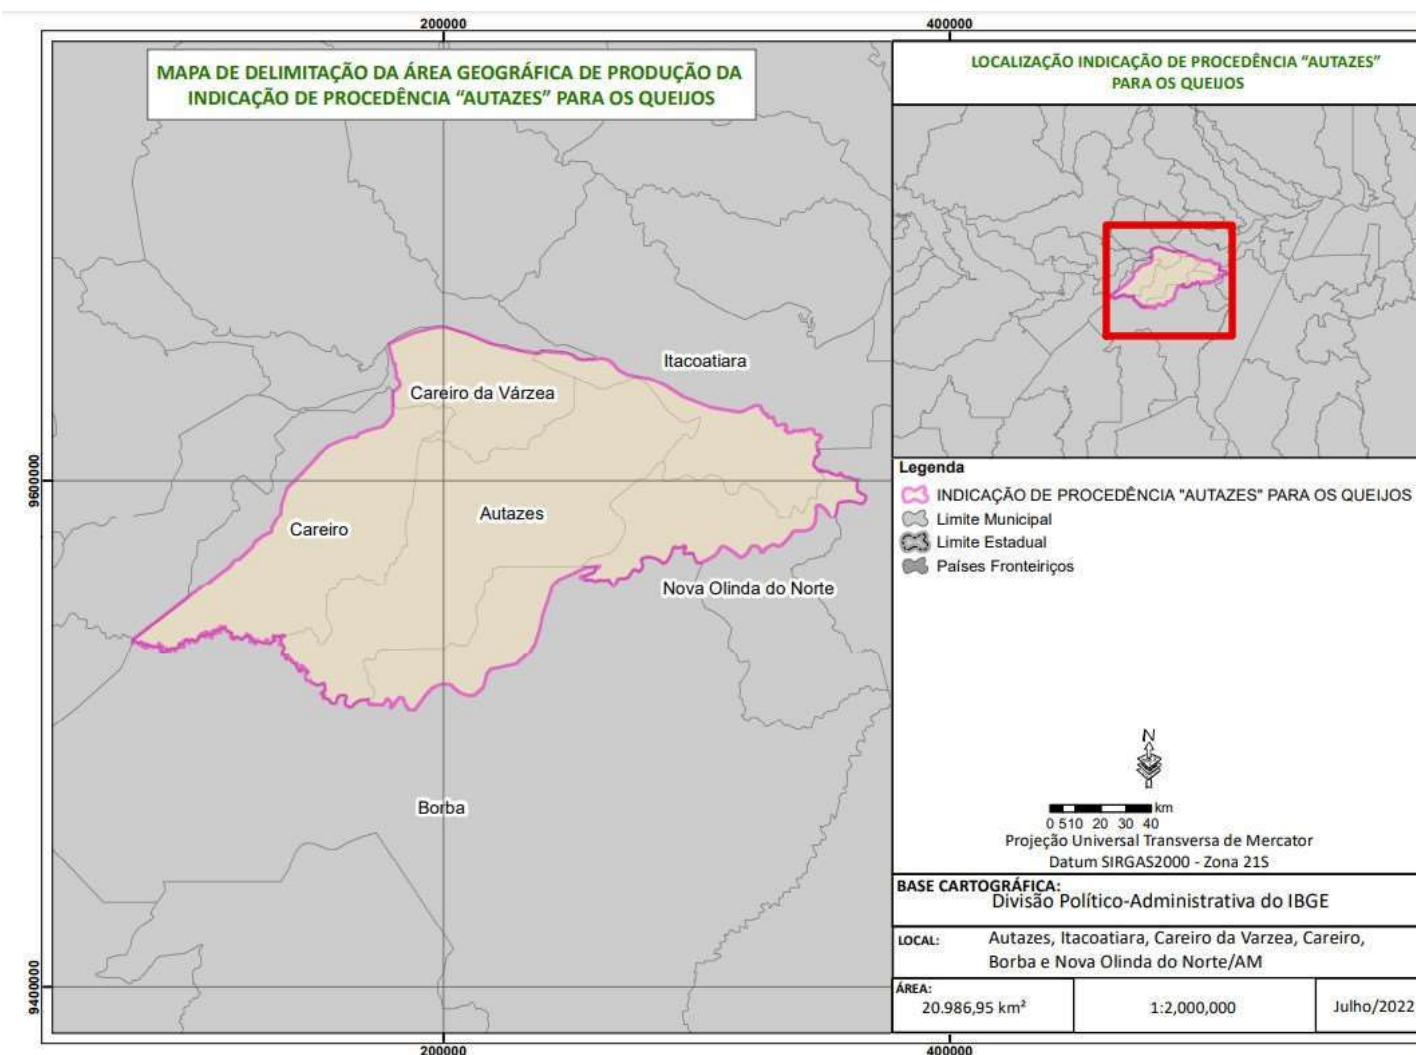 200000
400000
MAPA DE DELIMITAÇÃO DA ÁREA GEOGRÁFICA DE PRODUÇÃO DA
INDICAÇÃO DE PROCEDÊNCIA “AUTAZES” PARA OS QUEIJOS
LOCALIZAÇÃO INDICAÇÃO DE PROCEDÊNCIA “AUTAZES”
PARA OS QUEIJOS
Itacoatiara
Careiro da Várzea
9600000
Autazes
Careiro
Nova Olinda do Norte
Borba
9400000
Legenda
INDICAÇÃO DE PROCEDÊNCIA "AUTAZES" PARA OS QUEIJOS
Limite Municipal
Limite Estadual
Países Fronteiriços
N
km
0 510 20 30 40
Projeção Universal Transversa de Mercator
Datum SIRGAS2000 - Zona 21S
BASE CARTOGRÁFICA:
Divisão Político-Administrativa do IBGE
LOCAL: Autazes, Itacoatiara, Careiro da Varzea, Careiro,
Borba e Nova Olinda do Norte/AM
ÁREA:
20.986,95 km²
1:2,000,000
Julho/2022
200000
400000